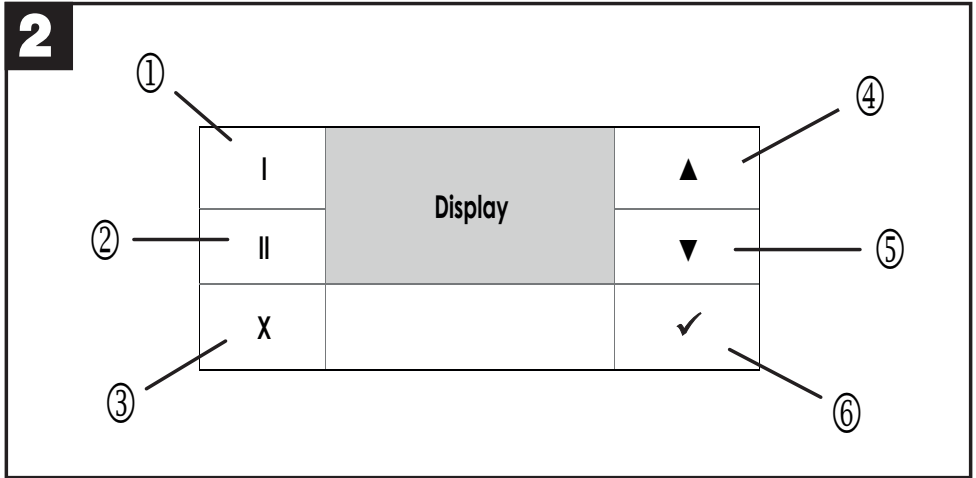 2
①
④
I
▲
Display
②
II
▼
⑤
X
✓
③
⑥